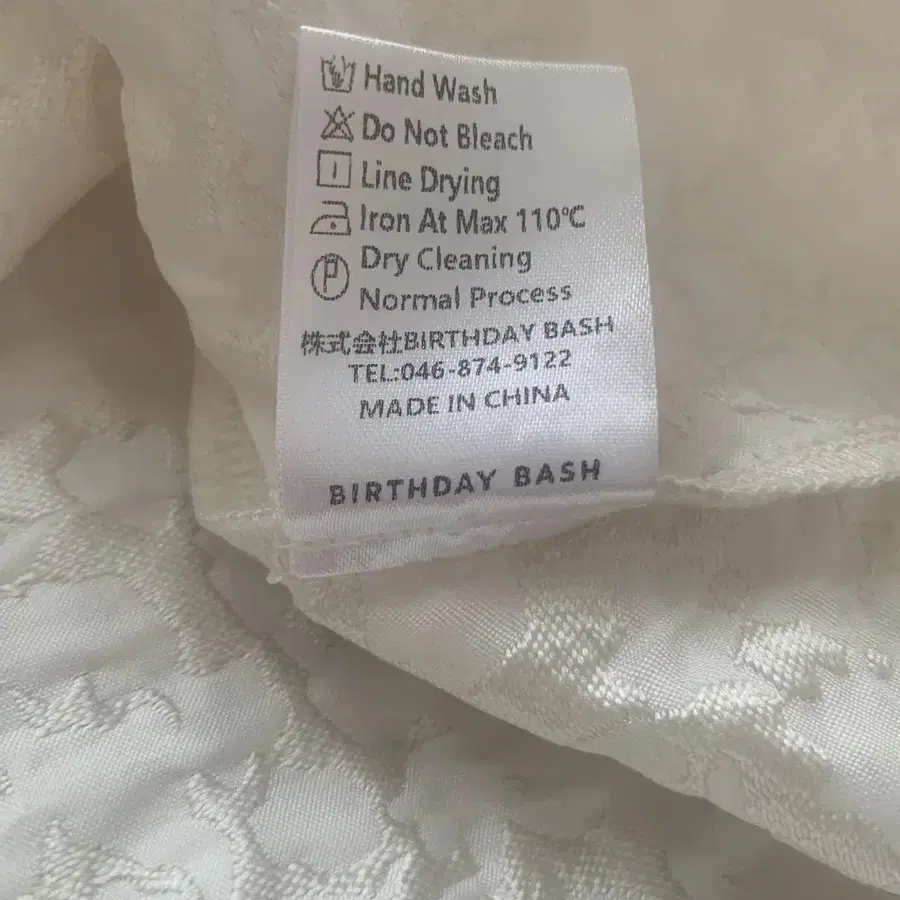 Hand Wash
Do Not Bleach
Line Drying
Iron At Max 110℃
P Dry Cleaning
Normal Process
株式会社BIRTHDAY BASH
TEL:046-874-9122
MADE IN CHINA
BIRTHDAY BASH